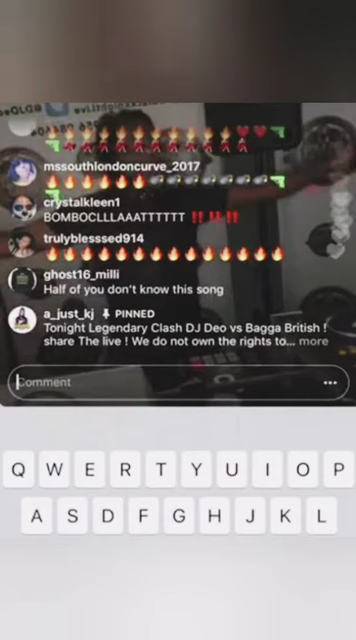 mssouthlondoncurve_2017
🔥🔥🔥🔥🔥🔥💣💣💣💣💣💣💣🔫
crystalkleen1
BOMBOCLLLAAATTTTTT ‼️‼️‼️
trulyblesssed914
🔥🔥🔥🔥🔥🔥🔥🔥🔥🔥🔥🔥🔥🔥
ghost16_milli
Half of you don't know this song
a_just_kj PINNED
Tonight Legendary Clash DJ Deo vs Bagga British !
share The live ! We do not own the rights to... more
Comment
Q W E R T Y U I O P
A S D F G H J K L